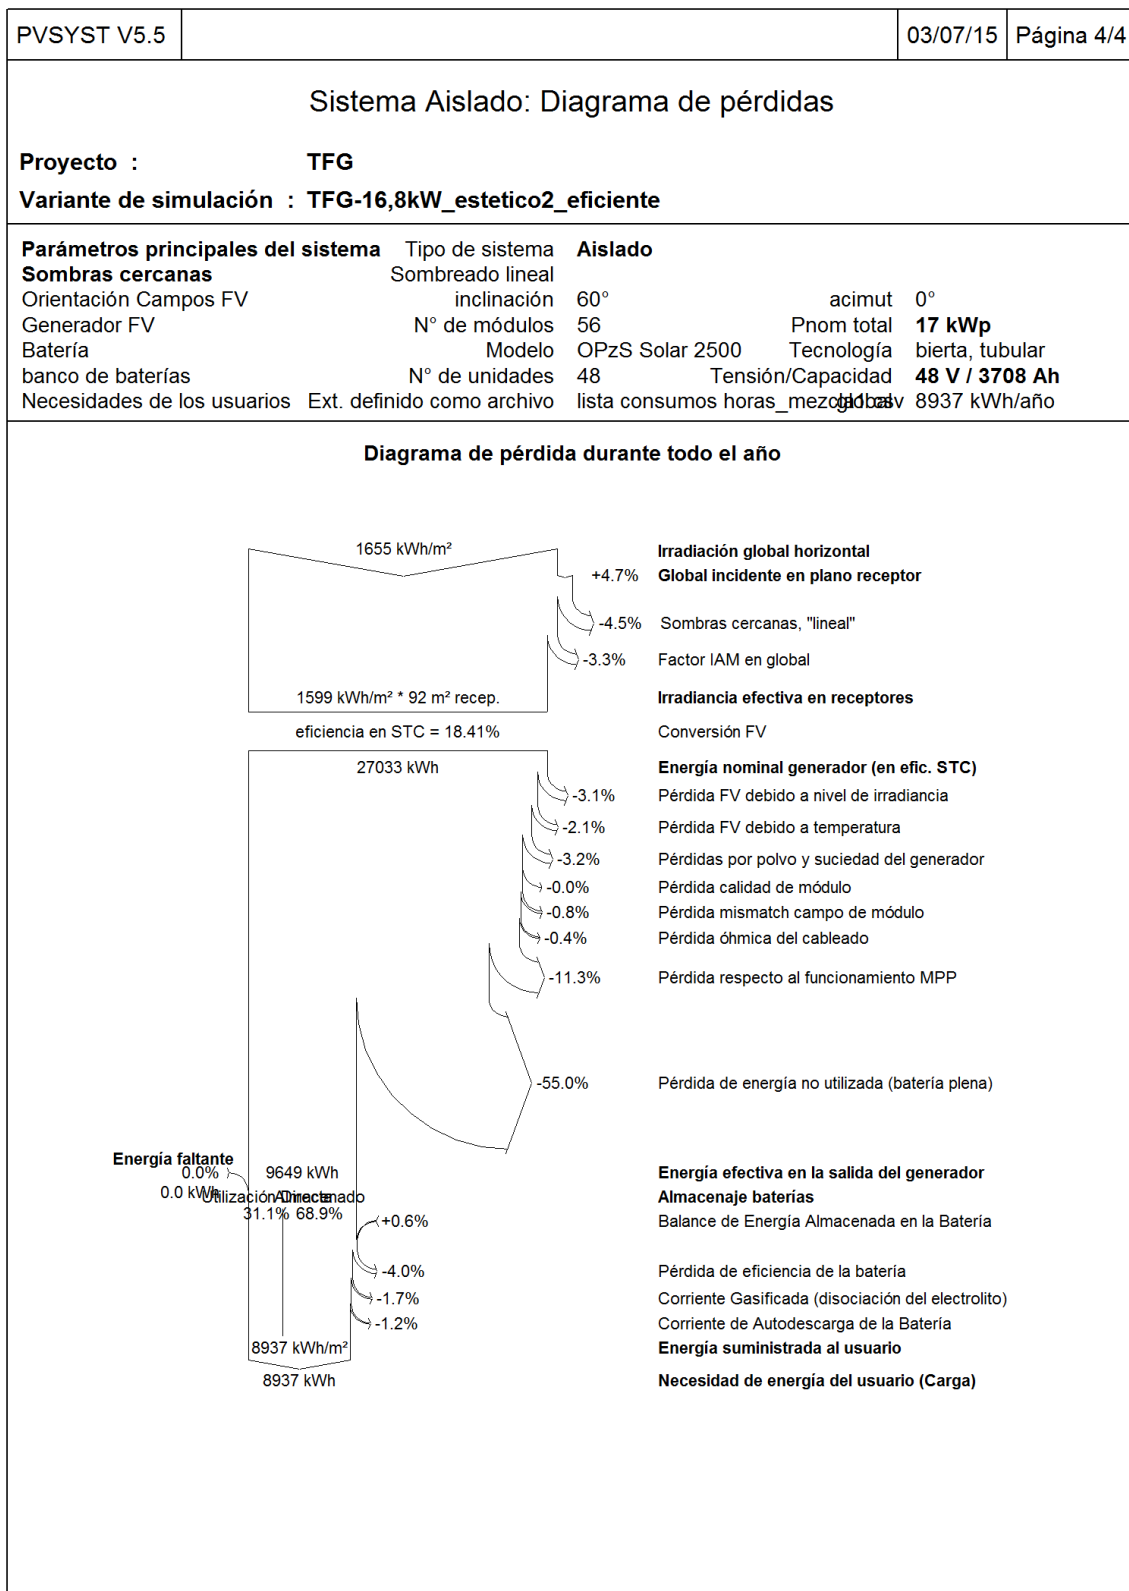 PVSYST V5.5 03/07/15 Página 4/4
Sistema Aislado: Diagrama de pérdidas
Proyecto : TFG
Variante de simulación : TFG-16,8kW_estetico2_eficiente
Parámetros principales del sistema Tipo de sistema Aislado
Sombras cercanas Sombreado lineal
Orientación Campos FV inclinación 60° acimut 0°
Generador FV N° de módulos 56 Pnom total 17 kWp
Batería Modelo OPzS Solar 2500 Tecnología bierta, tubular
banco de baterías N° de unidades 48 Tensión/Capacidad 48 V / 3708 Ah
Necesidades de los usuarios Ext. definido como archivo lista consumos horas_mezcla1.csv global 8937 kWh/año
Diagrama de pérdida durante todo el año
1655 kWh/m² Irradiación global horizontal
+4.7% Global incidente en plano receptor
-4.5% Sombras cercanas, "lineal"
-3.3% Factor IAM en global
1599 kWh/m² * 92 m² recep. Irradiancia efectiva en receptores
eficiencia en STC = 18.41% Conversión FV
27033 kWh Energía nominal generador (en efic. STC)
-3.1% Pérdida FV debido a nivel de irradiancia
-2.1% Pérdida FV debido a temperatura
-3.2% Pérdidas por polvo y suciedad del generador
-0.0% Pérdida calidad de módulo
-0.8% Pérdida mismatch campo de módulo
-0.4% Pérdida óhmica del cableado
-11.3% Pérdida respecto al funcionamiento MPP
-55.0% Pérdida de energía no utilizada (batería plena)
Energía faltante
0.0% 9649 kWh Energía efectiva en la salida del generador
0.0 kWh Utilización Directa Almacenado Almacenaje baterías
31.1% 68.9%
+0.6% Balance de Energía Almacenada en la Batería
-4.0% Pérdida de eficiencia de la batería
-1.7% Corriente Gasificada (disociación del electrolito)
-1.2% Corriente de Autodescarga de la Batería
8937 kWh/m² Energía suministrada al usuario
8937 kWh Necesidad de energía del usuario (Carga)